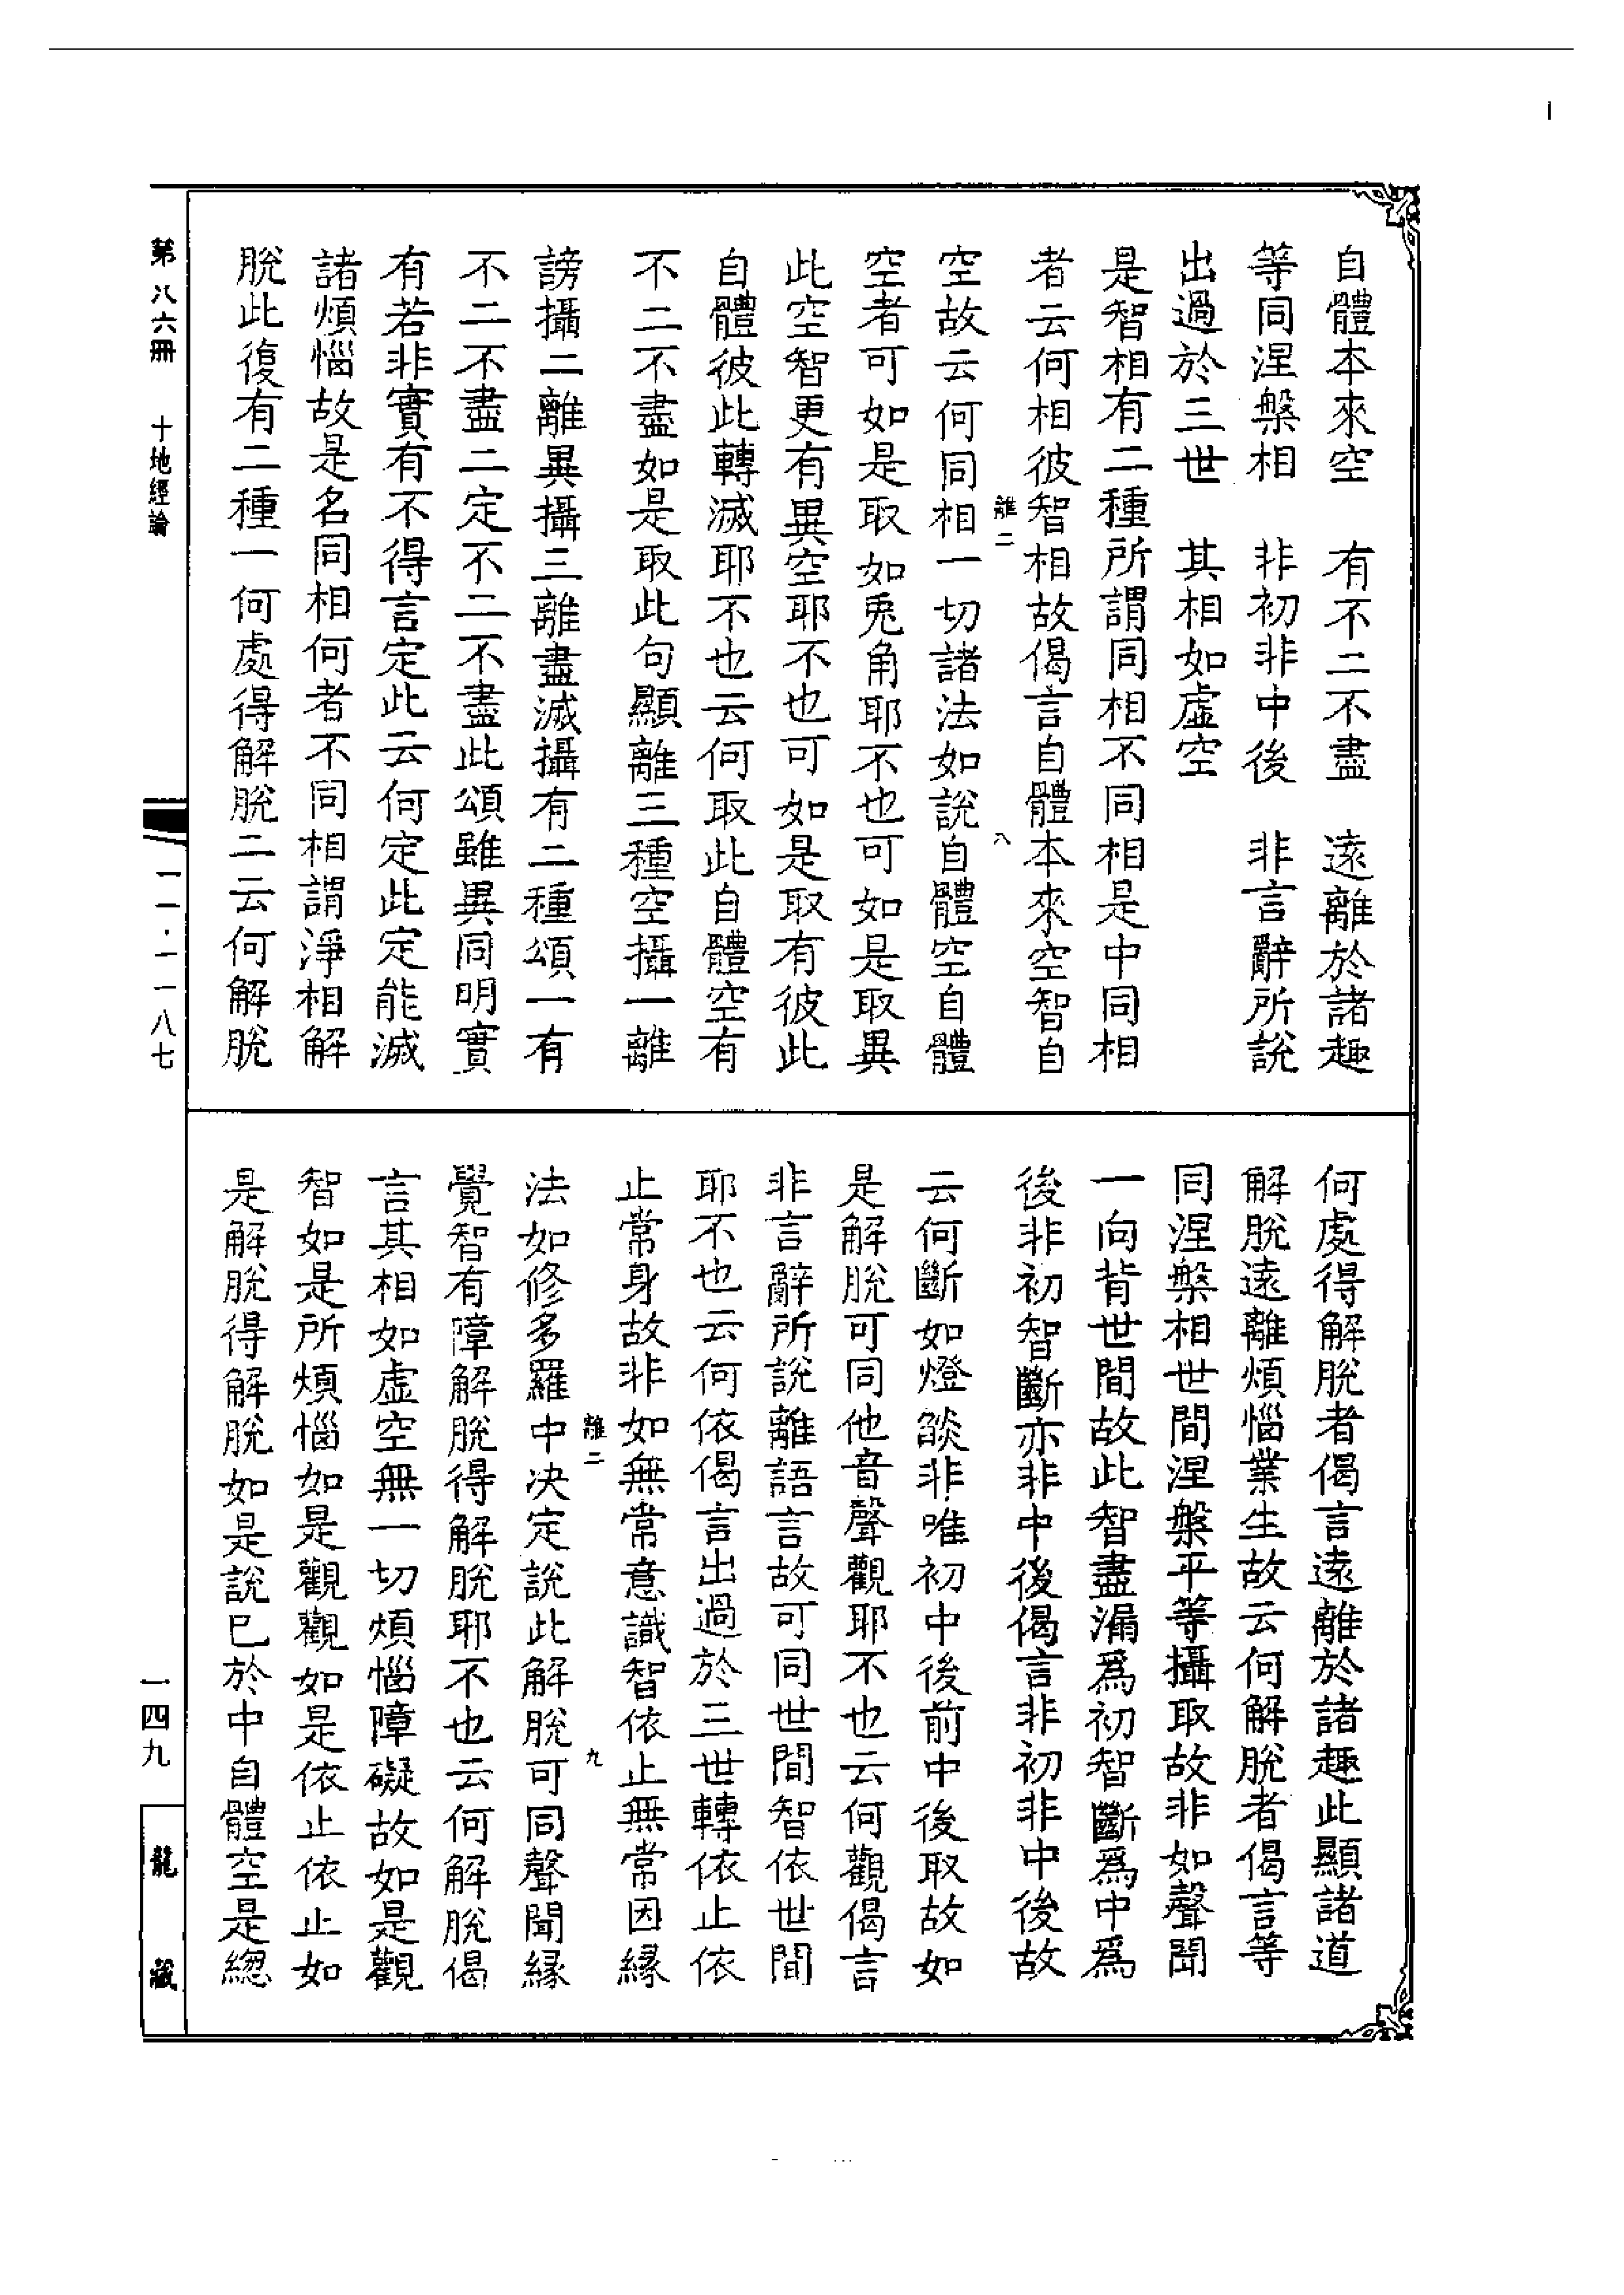 自體本來空　有不二不盡　遠離於諸趣
等同涅槃相　非初非中後　非言辭所說
出過於三世　其相如虛空
是智相有二種所謂同相不同相是中同相
者云何相彼智相故偈言自體本來空智自
離二
八
空故云何同相一切諸法如說自體空自體
空者可如是取如兎角耶不也可如是取異
此空智更有異空耶不也可如是取有彼此
自體彼此轉滅耶不也云何取此自體空有
不二不盡如是取此句顯離三種空攝一離
謗攝二離異攝三離盡滅攝有二種頌一有
不二不盡二定不二不盡此頌雖異同明實
有若非實有不得言定此云何定此定能滅
諸煩惱故是名同相何者不同相謂淨相解
脫此復有二種一何處得解脫二云何解脫
何處得解脫者偈言遠離於諸趣此顯諸道
解脫遠離煩惱業生故云何解脫者偈言等
同涅槃相世間涅槃平等攝取故非如聲聞
一向背世間故此智盡漏爲初智斷爲中爲
後非初智斷亦非中後偈言非初非中後故
云何斷如燈燄非唯初中後前中後取故如
是解脫可同他音聲觀耶不也云何觀偈言
非言辭所說離語言故可同世間智依世間
耶不也云何依偈言出過於三世轉依止依
止常身故非如無常意識智依止無常因緣
離二
九
法如修多羅中決定說此解脫可同聲聞緣
覺智有障解脫得解脫耶不也云何解脫偈
言其相如虛空無一切煩惱障礙故如是觀
智如是所煩惱如是觀觀如是依止依止如
是解脫得解脫如是說已於中自體空是總
第八六冊　十地經論
一一·一一八七
一四九
龍藏